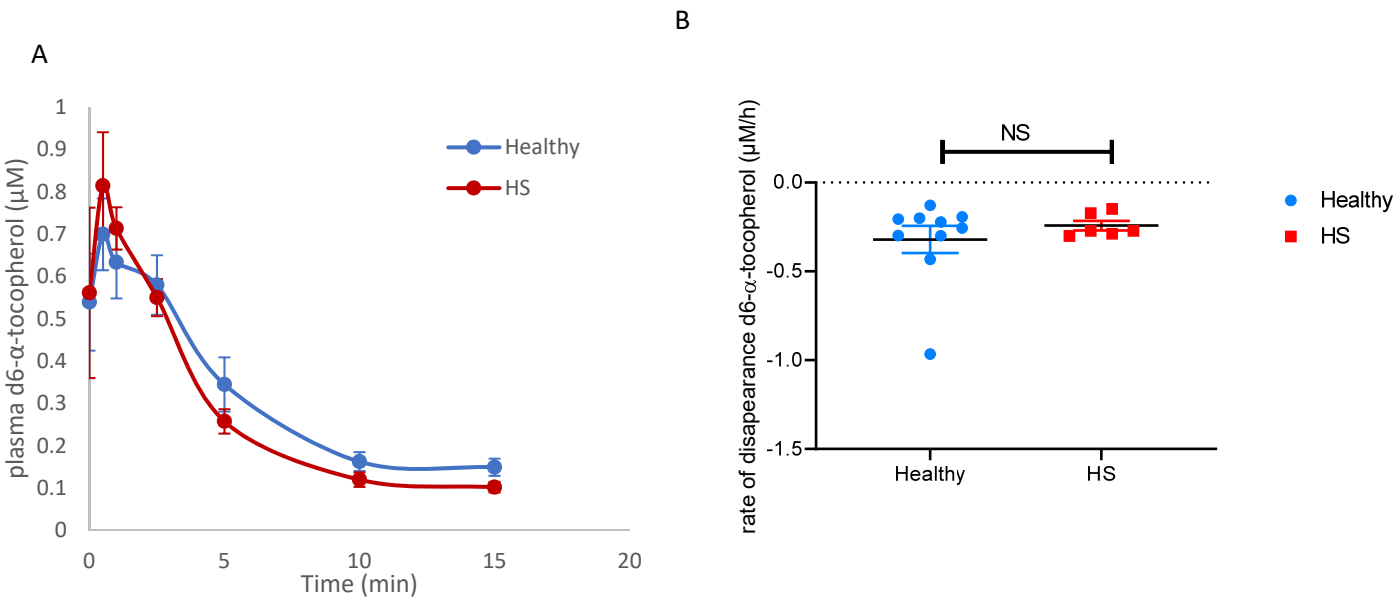 A
plasma d6-α-tocopherol (µM)
1
0.9
0.8
0.7
0.6
0.5
0.4
0.3
0.2
0.1
0
0
5
10
15
20
Time (min)
Healthy
HS
B
rate of disapearance d6-α-tocopherol (µM/h)
NS
0.0
-0.5
-1.0
-1.5
Healthy
HS
Healthy
HS